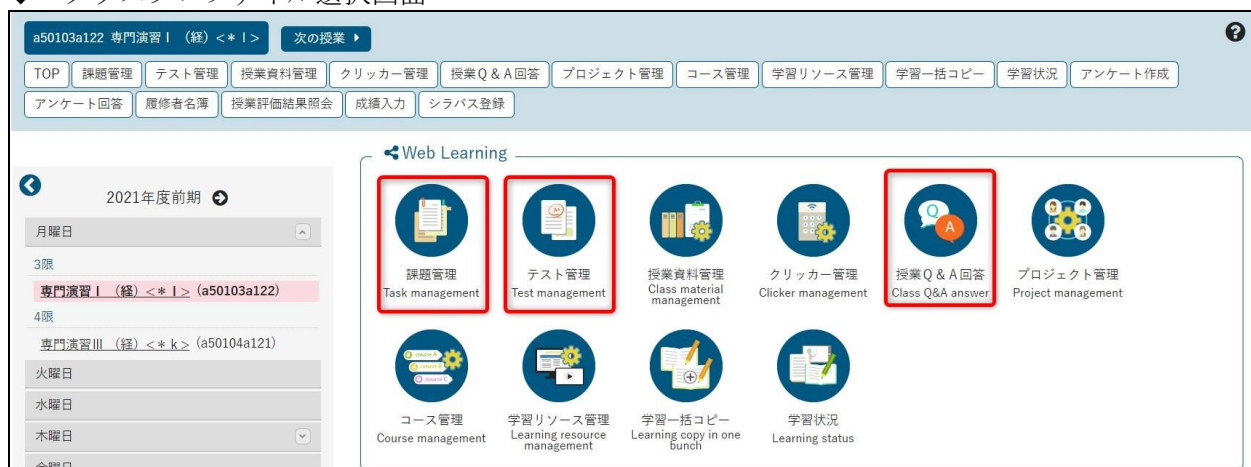 a50103a122 専門演習Ⅰ （経）<* l>
次の授業
TOP 課題管理 テスト管理 授業資料管理 クリッカー管理 授業Q&A回答 プロジェクト管理 コース管理 学習リソース管理 学習一括コピー 学習状況 アンケート作成
アンケート回答 履修者名簿 授業評価結果照会 成績入力 シラバス登録
2021年度前期
月曜日
3限
専門演習Ⅰ （経）<* l> (a50103a122)
4限
専門演習Ⅲ （経）<* k> (a50104a121)
火曜日
水曜日
木曜日
Web Learning
課題管理
Task management
テスト管理
Test management
授業資料管理
Class material
management
クリッカー管理
Clicker management
授業Q&A回答
Class Q&A answer
プロジェクト管理
Project management
コース管理
Course management
学習リソース管理
Learning resource
management
学習一括コピー
Learning copy in one
bunch
学習状況
Learning status